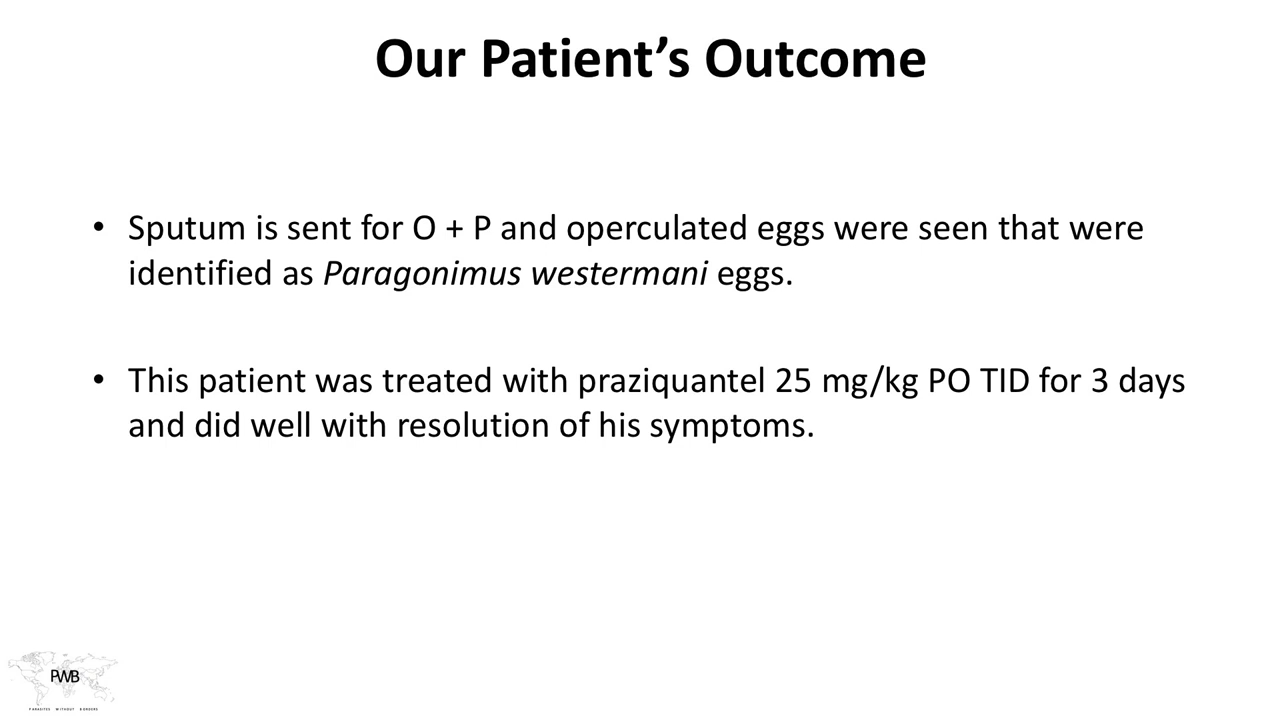 Our Patient’s Outcome
• Sputum is sent for O + P and operculated eggs were seen that were
identified as Paragonimus westermani eggs.
• This patient was treated with praziquantel 25 mg/kg PO TID for 3 days
and did well with resolution of his symptoms.
PWB
PARASITES WITHOUT BORDERS